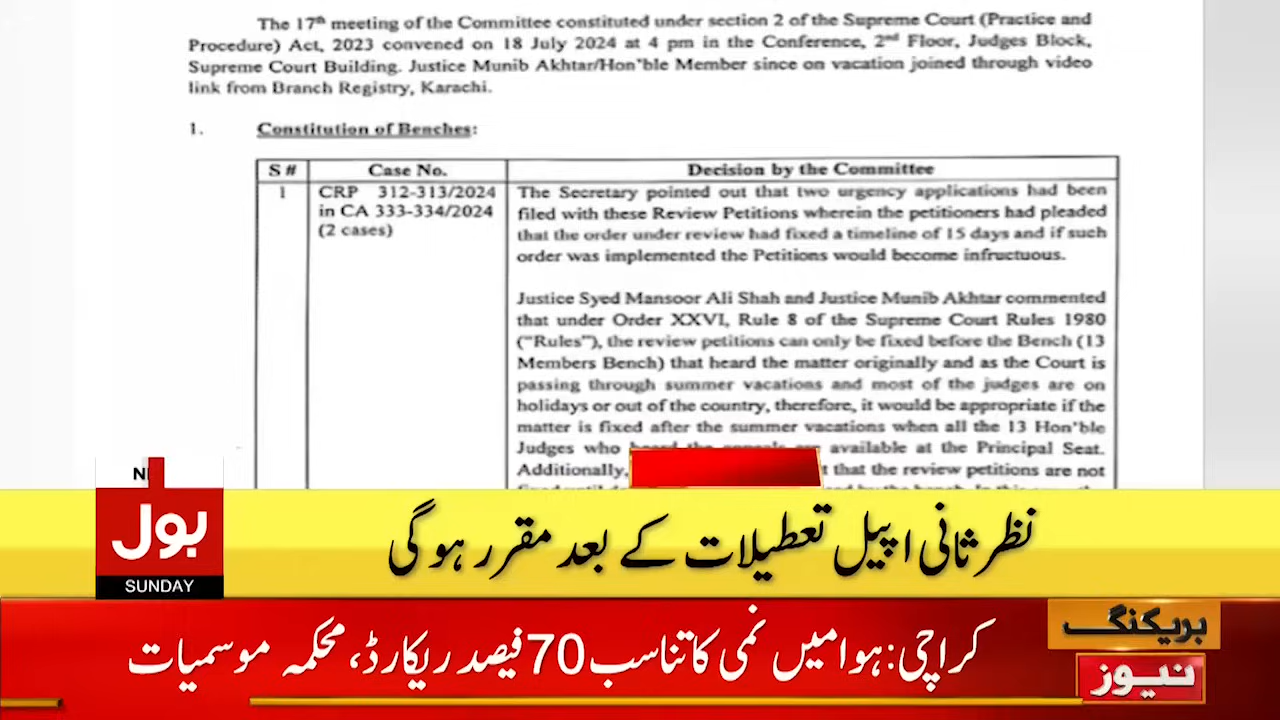 The 17th meeting of the Committee constituted under section 2 of the Supreme Court (Practice and
Procedure) Act, 2023 convened on 18 July 2024 at 4 pm in the Conference, 2nd Floor, Judges Block,
Supreme Court Building. Justice Munib Akhtar/Hon'ble Member since on vacation joined through video
link from Branch Registry, Karachi.
1. Constitution of Benches:
S # Case No. Decision by the Committee
1 CRP 312-313/2024
in CA 333-334/2024
(2 cases)
The Secretary pointed out that two urgency applications had been
filed with these Review Petitions wherein the petitioners had pleaded
that the order under review had fixed a timeline of 15 days and if such
order was implemented the Petitions would become infructuous.
Justice Syed Mansoor Ali Shah and Justice Munib Akhtar commented
that under Order XXVI, Rule 8 of the Supreme Court Rules 1980
("Rules"), the review petitions can only be fixed before the Bench (13
Members Bench) that heard the matter originally and as the Court is
passing through summer vacations and most of the judges are on
holidays or out of the country, therefore, it would be appropriate if the
matter is fixed after the summer vacations when all the 13 Hon'ble
Judges who heard the appeals are available at the Principal Seat.
Additionally, that the review petitions are not
بول
SUNDAY
نظر ثانی اپیل تعطیلات کے بعد مقرر ہوگی
کراچی: ہوا میں نمی کا تناسب 70 فیصد ریکارڈ، محکمہ موسمیات
بریکنگ
نیوز